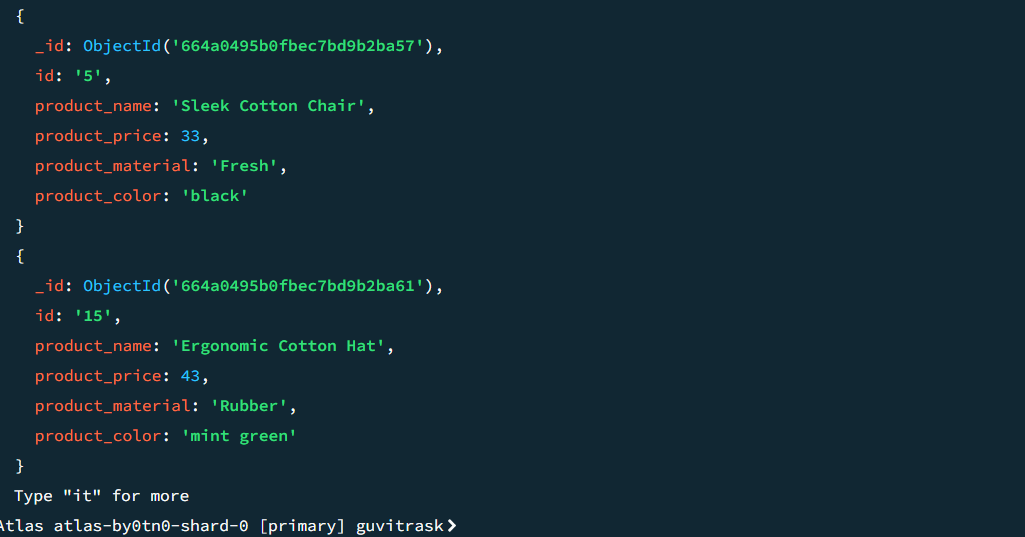 {
_id: ObjectId('664a0495b0fbec7bd9b2ba57'),
id: '5',
product_name: 'Sleek Cotton Chair',
product_price: 33,
product_material: 'Fresh',
product_color: 'black'
}
{
_id: ObjectId('664a0495b0fbec7bd9b2ba61'),
id: '15',
product_name: 'Ergonomic Cotton Hat',
product_price: 43,
product_material: 'Rubber',
product_color: 'mint green'
}
Type "it" for more
Atlas atlas-by0tn0-shard-0 [primary] guvitrask❯